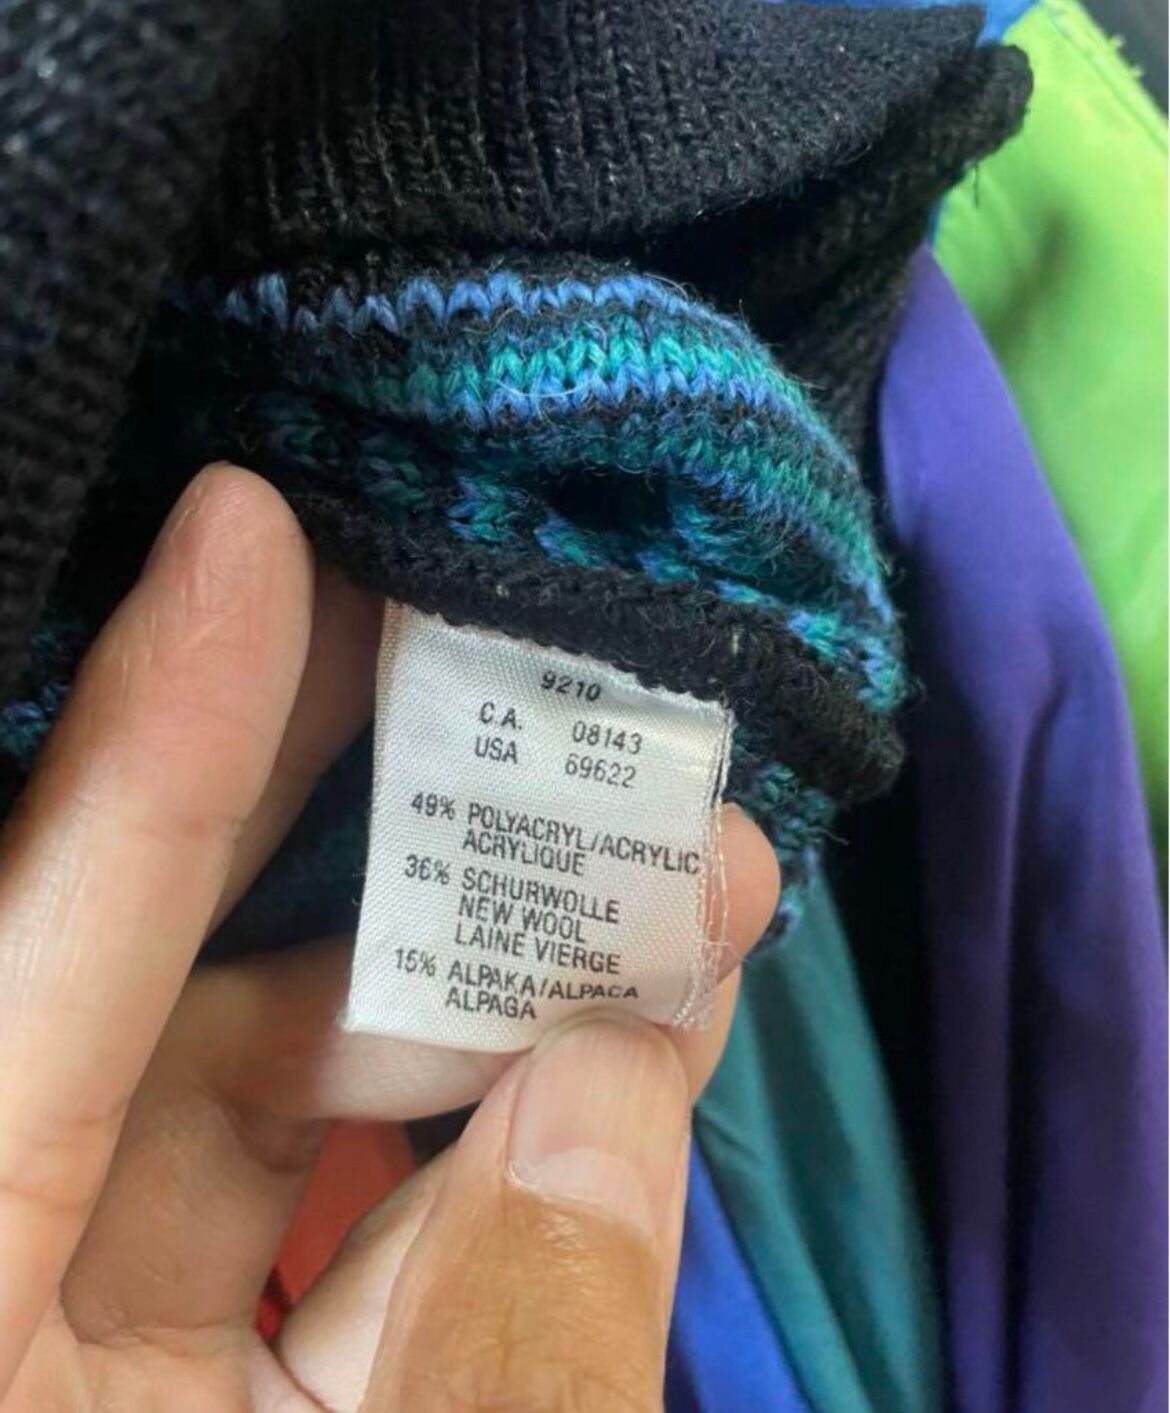 9210
C.A. 08143
USA 69622
49% POLYACRYL/ACRYLIC
ACRYLIQUE
36% SCHURWOLLE
NEW WOOL
LAINE VIERGE
15% ALPAKA/ALPACA
ALPAGA